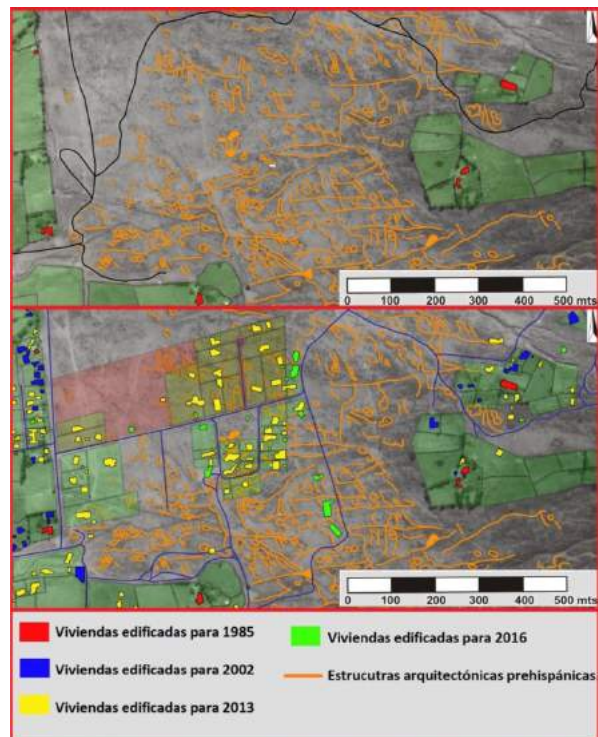 0 100 200 300 400 500 mts
0 100 200 300 400 500 mts
Viviendas edificadas para 1985
Viviendas edificadas para 2016
Viviendas edificadas para 2002
Estrucutras arquitectónicas prehispánicas
Viviendas edificadas para 2013